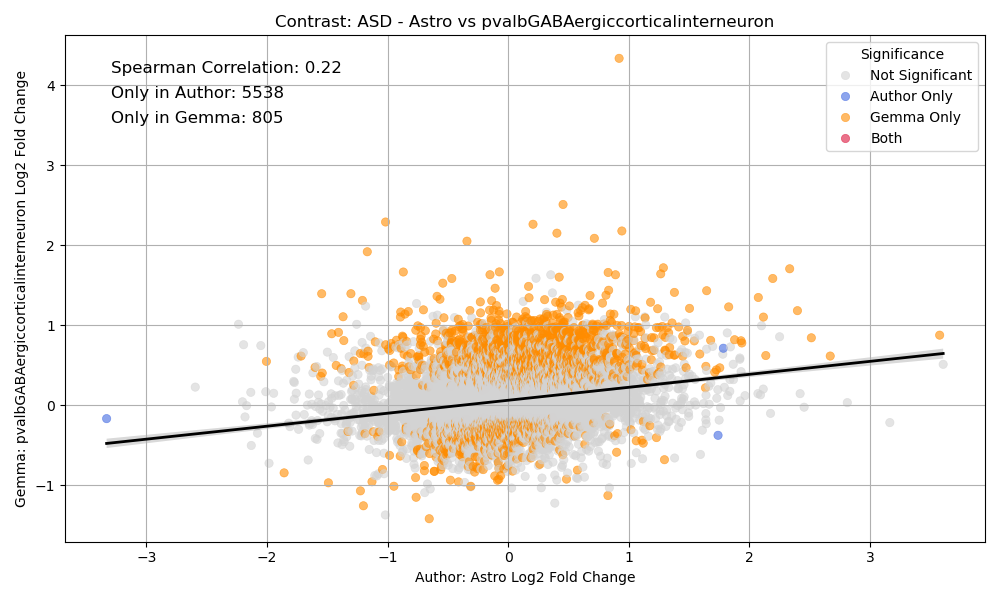 Contrast: ASD - Astro vs pvalbGABAergiccorticalinterneuron
Spearman Correlation: 0.22
Only in Author: 5538
Only in Gemma: 805
Significance
Not Significant
Author Only
Gemma Only
Both
Gemma: pvalbGABAergiccorticalinterneuron Log2 Fold Change
4
3
2
1
0
−1
−3
−2
−1
0
1
2
3
Author: Astro Log2 Fold Change